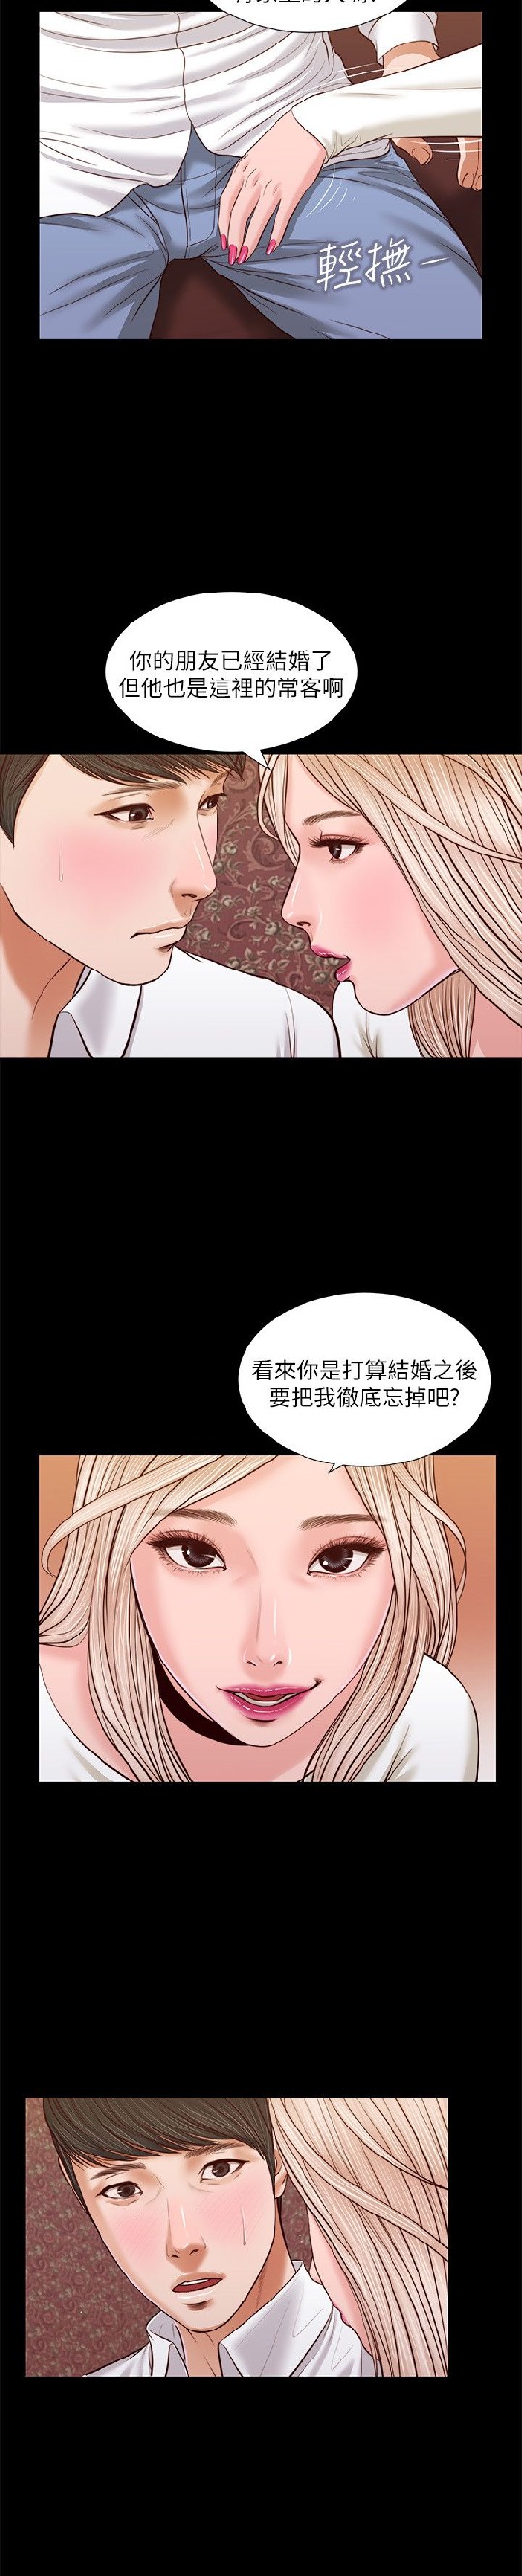 輕撫
你的朋友已經結婚了
但他也是這裡的常客啊
看來你是打算結婚之後
要把我徹底忘掉吧?